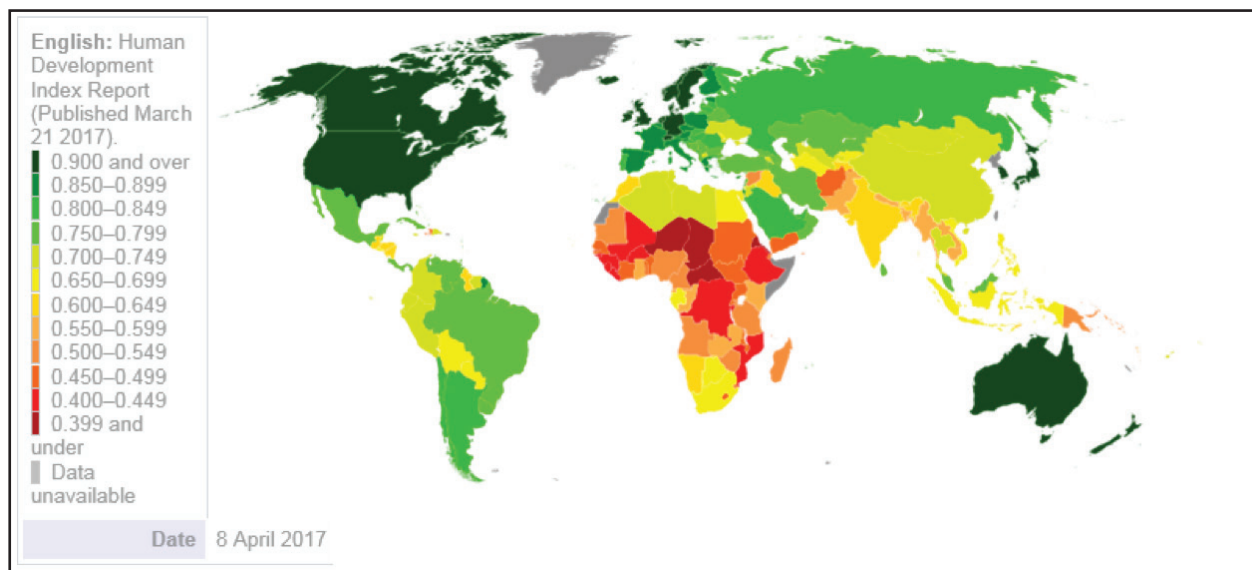 English: Human
Development
Index Report
(Published March
21 2017).
0.900 and over
0.850–0.899
0.800–0.849
0.750–0.799
0.700–0.749
0.650–0.699
0.600–0.649
0.550–0.599
0.500–0.549
0.450–0.499
0.400–0.449
0.399 and
under
Data
unavailable
Date 8 April 2017